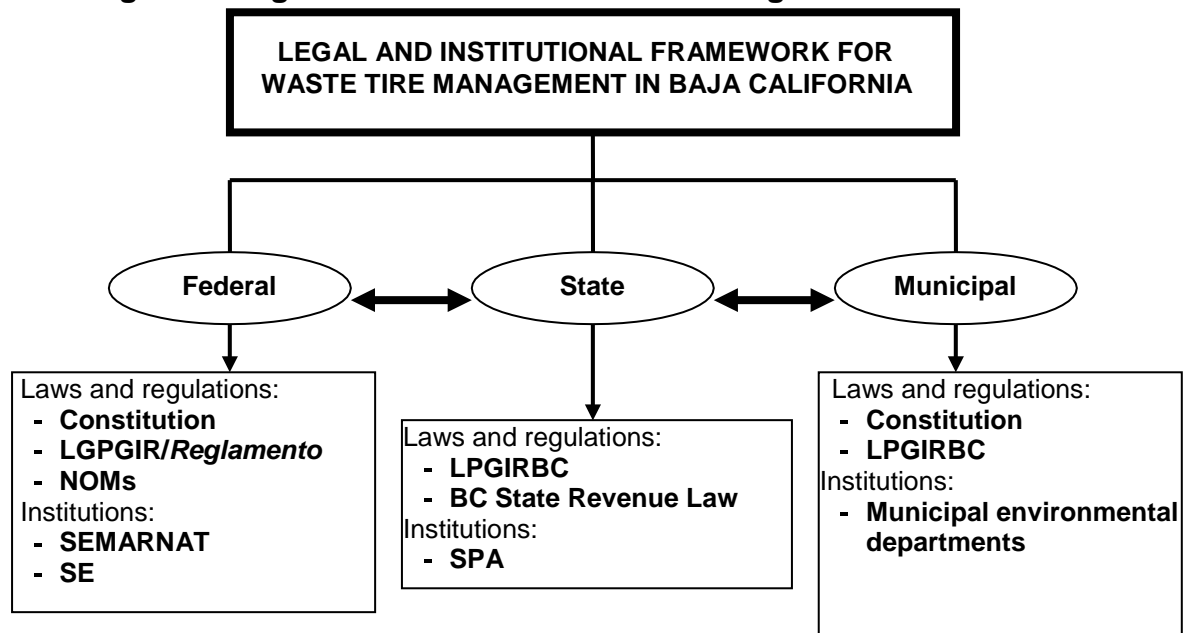 LEGAL AND INSTITUTIONAL FRAMEWORK FOR
WASTE TIRE MANAGEMENT IN BAJA CALIFORNIA
Federal
State
Municipal
Laws and regulations:
- Constitution
- LGPGIR/Reglamento
- NOMs
Institutions:
- SEMARNAT
- SE
Laws and regulations:
- LPGIRBC
- BC State Revenue Law
Institutions:
- SPA
Laws and regulations:
- Constitution
- LPGIRBC
Institutions:
- Municipal environmental
departments